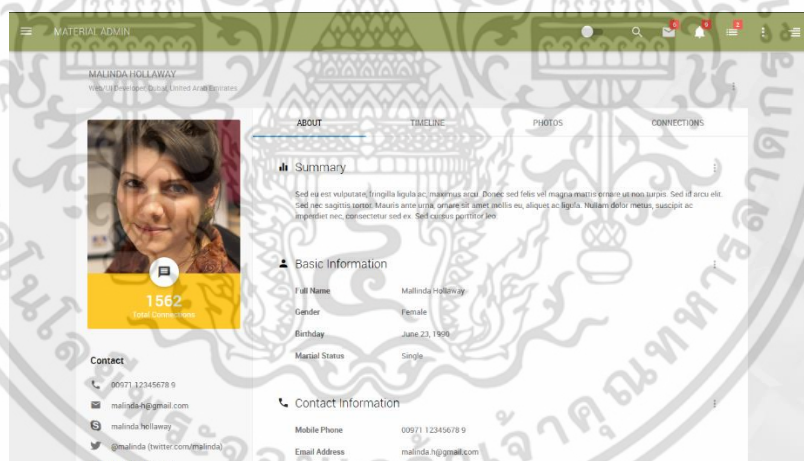 MATERIAL ADMIN
6
9
2
MALINDA HOLLAWAY
Web/UI Developer, Dubai, United Arab Emirates
ABOUT
TIMELINE
PHOTOS
CONNECTIONS
Summary
Sed eu est vulputate, fringilla ligula ac, maximus arcu. Donec sed felis vel magna mattis ornare ut non turpis. Sed id arcu elit.
Sed nec sagittis tortor. Mauris ante urna, ornare sit amet mollis eu, aliquet ac ligula. Nullam dolor metus, suscipit ac
imperdiet nec, consectetur sed ex. Sed cursus porttitor leo.
1562
Total Connections
Basic Information
Full Name
Mallinda Hollaway
Gender
Female
Birthday
June 23, 1990
Martial Status
Single
Contact
00971 12345678 9
malinda-h@gmail.com
malinda.hollaway
@malinda (twitter.com/malinda)
Contact Information
Mobile Phone
00971 12345678 9
Email Address
malinda.h@gmail.com